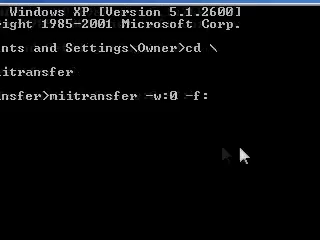 Windows XP [Version 5.1.2600]
right 1985-2001 Microsoft Corp.
nts and Settings\Owner>cd \
iitransfer
nsfer>miitransfer -w:0 -f: